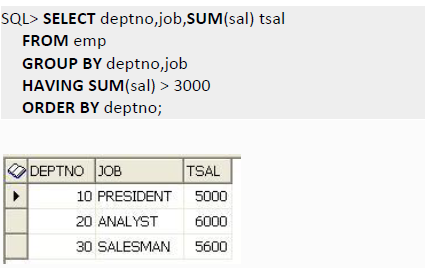 SQL> SELECT deptno,job,SUM(sal) tsal
FROM emp
GROUP BY deptno,job
HAVING SUM(sal) > 3000
ORDER BY deptno;
DEPTNO JOB TSAL
10 PRESIDENT 5000
20 ANALYST 6000
30 SALESMAN 5600